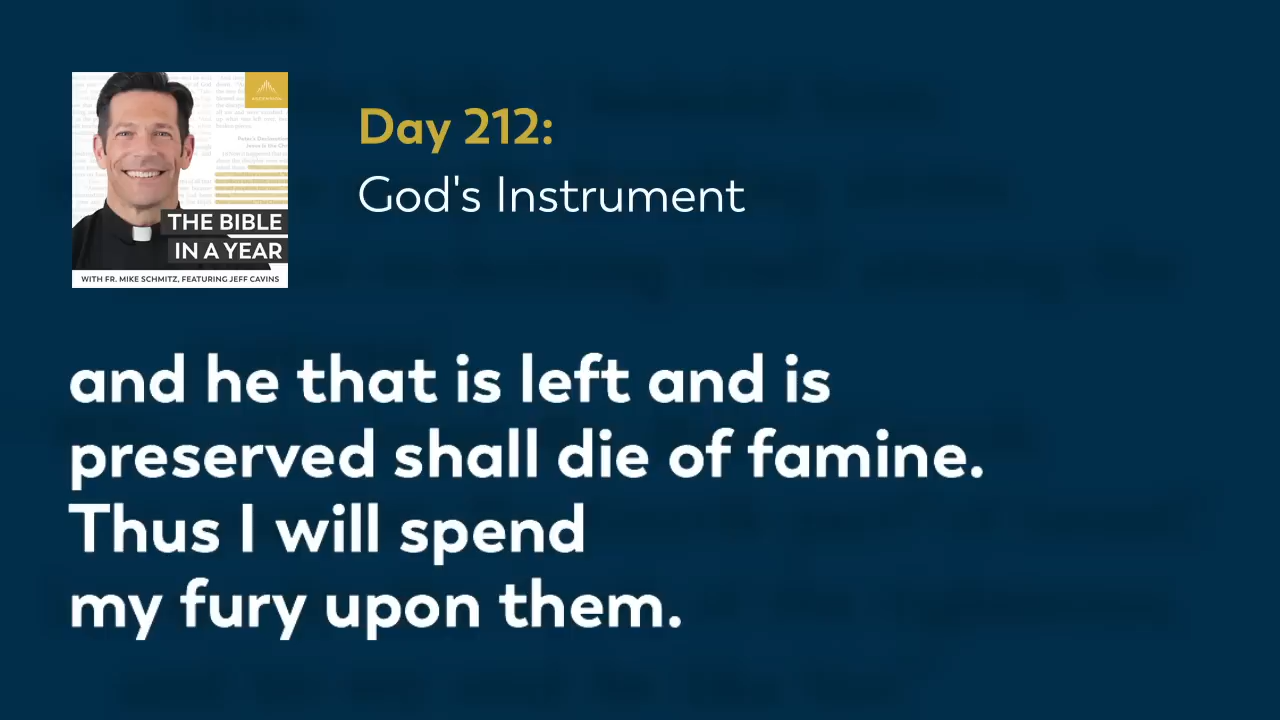 Day 212:
God's Instrument
THE BIBLE
IN A YEAR
WITH FR. MIKE SCHMITZ, FEATURING JEFF CAVINS
and he that is left and is
preserved shall die of famine.
Thus I will spend
my fury upon them.